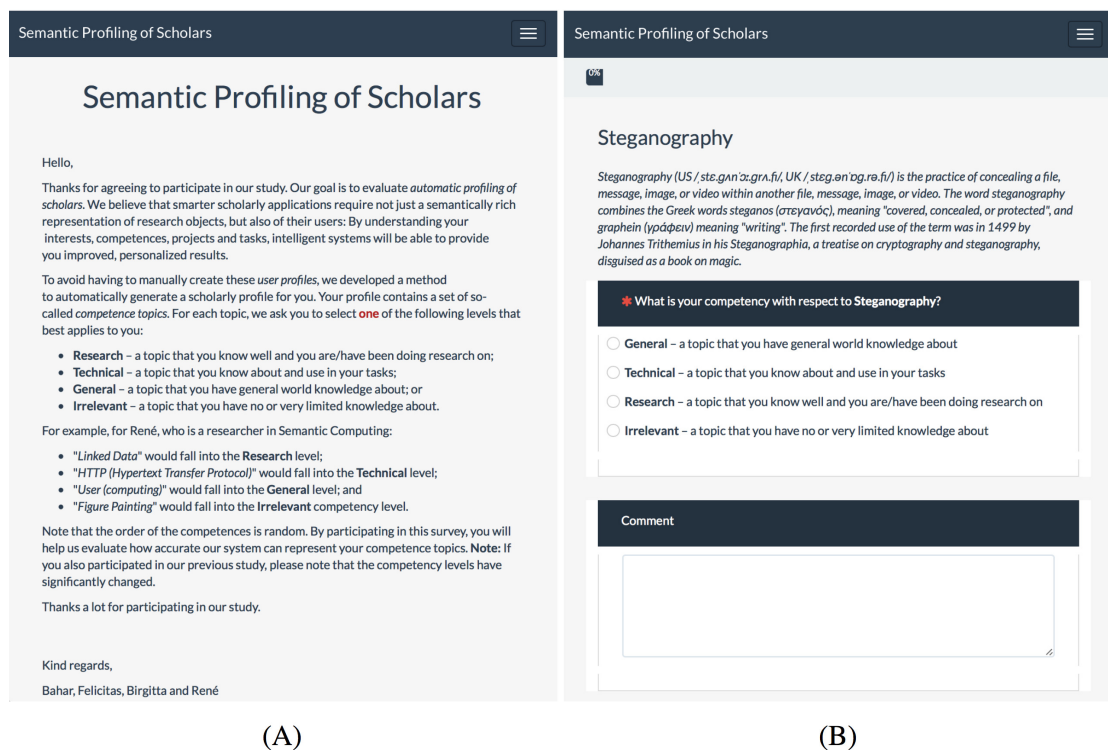 Semantic Profiling of Scholars
Semantic Profiling of Scholars
Hello,
Thanks for agreeing to participate in our study. Our goal is to evaluate automatic profiling of
scholars. We believe that smarter scholarly applications require not just a semantically rich
representation of research objects, but also of their users: By understanding your
interests, competences, projects and tasks, intelligent systems will be able to provide
you improved, personalized results.
To avoid having to manually create these user profiles, we developed a method
to automatically generate a scholarly profile for you. Your profile contains a set of so-
called competence topics. For each topic, we ask you to select one of the following levels that
best applies to you:
• Research – a topic that you know well and you are/have been doing research on;
• Technical – a topic that you know about and use in your tasks;
• General – a topic that you have general world knowledge about; or
• Irrelevant – a topic that you have no or very limited knowledge about.
For example, for René, who is a researcher in Semantic Computing:
• "Linked Data" would fall into the Research level;
• "HTTP (Hypertext Transfer Protocol)" would fall into the Technical level;
• "User (computing)" would fall into the General level; and
• "Figure Painting" would fall into the Irrelevant competency level.
Note that the order of the competences is random. By participating in this survey, you will
help us evaluate how accurate our system can represent your competence topics. Note: If
you also participated in our previous study, please note that the competency levels have
significantly changed.
Thanks a lot for participating in our study.
Kind regards,
Bahar, Felicitas, Birgitta and René
(A)
Semantic Profiling of Scholars
0%
Steganography
Steganography (US /ˌstɛ.ɡʌnˈɔː.ɡrʌ.fi/, UK /ˌstɛɡ.ənˈɒɡ.rə.fi/) is the practice of concealing a file,
message, image, or video within another file, message, image, or video. The word steganography
combines the Greek words steganos (στεγανός), meaning "covered, concealed, or protected", and
graphein (γράφειν) meaning "writing". The first recorded use of the term was in 1499 by
Johannes Trithemius in his Steganographia, a treatise on cryptography and steganography,
disguised as a book on magic.
✱ What is your competency with respect to Steganography?
General – a topic that you have general world knowledge about
Technical – a topic that you know about and use in your tasks
Research – a topic that you know well and you are/have been doing research on
Irrelevant – a topic that you have no or very limited knowledge about
Comment
(B)